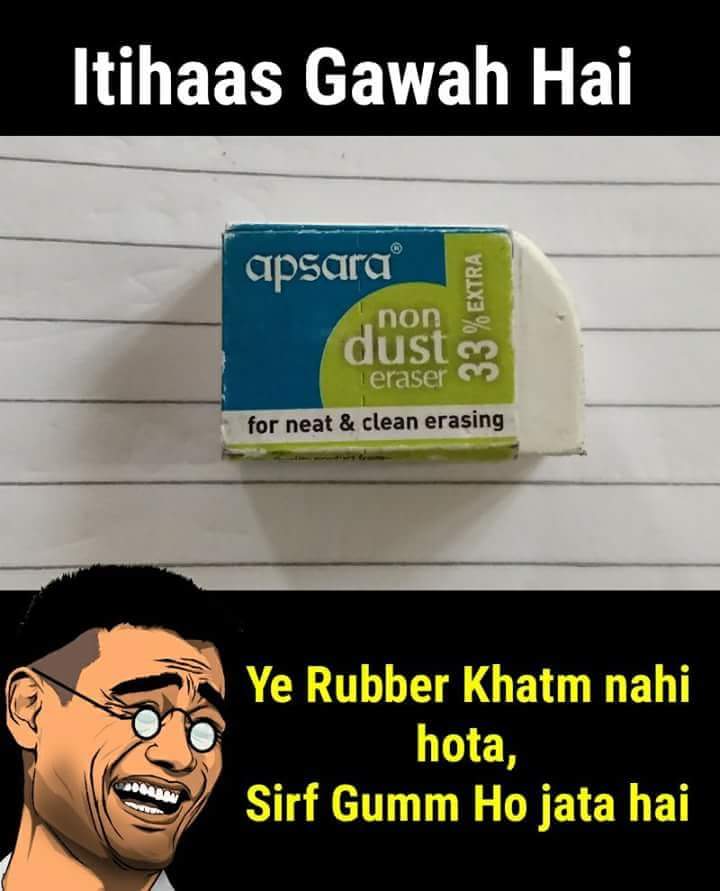 Itihaas Gawah Hai
apsara®
non
dust
eraser
33% EXTRA
for neat & clean erasing
Ye Rubber Khatm nahi
hota,
Sirf Gumm Ho jata hai